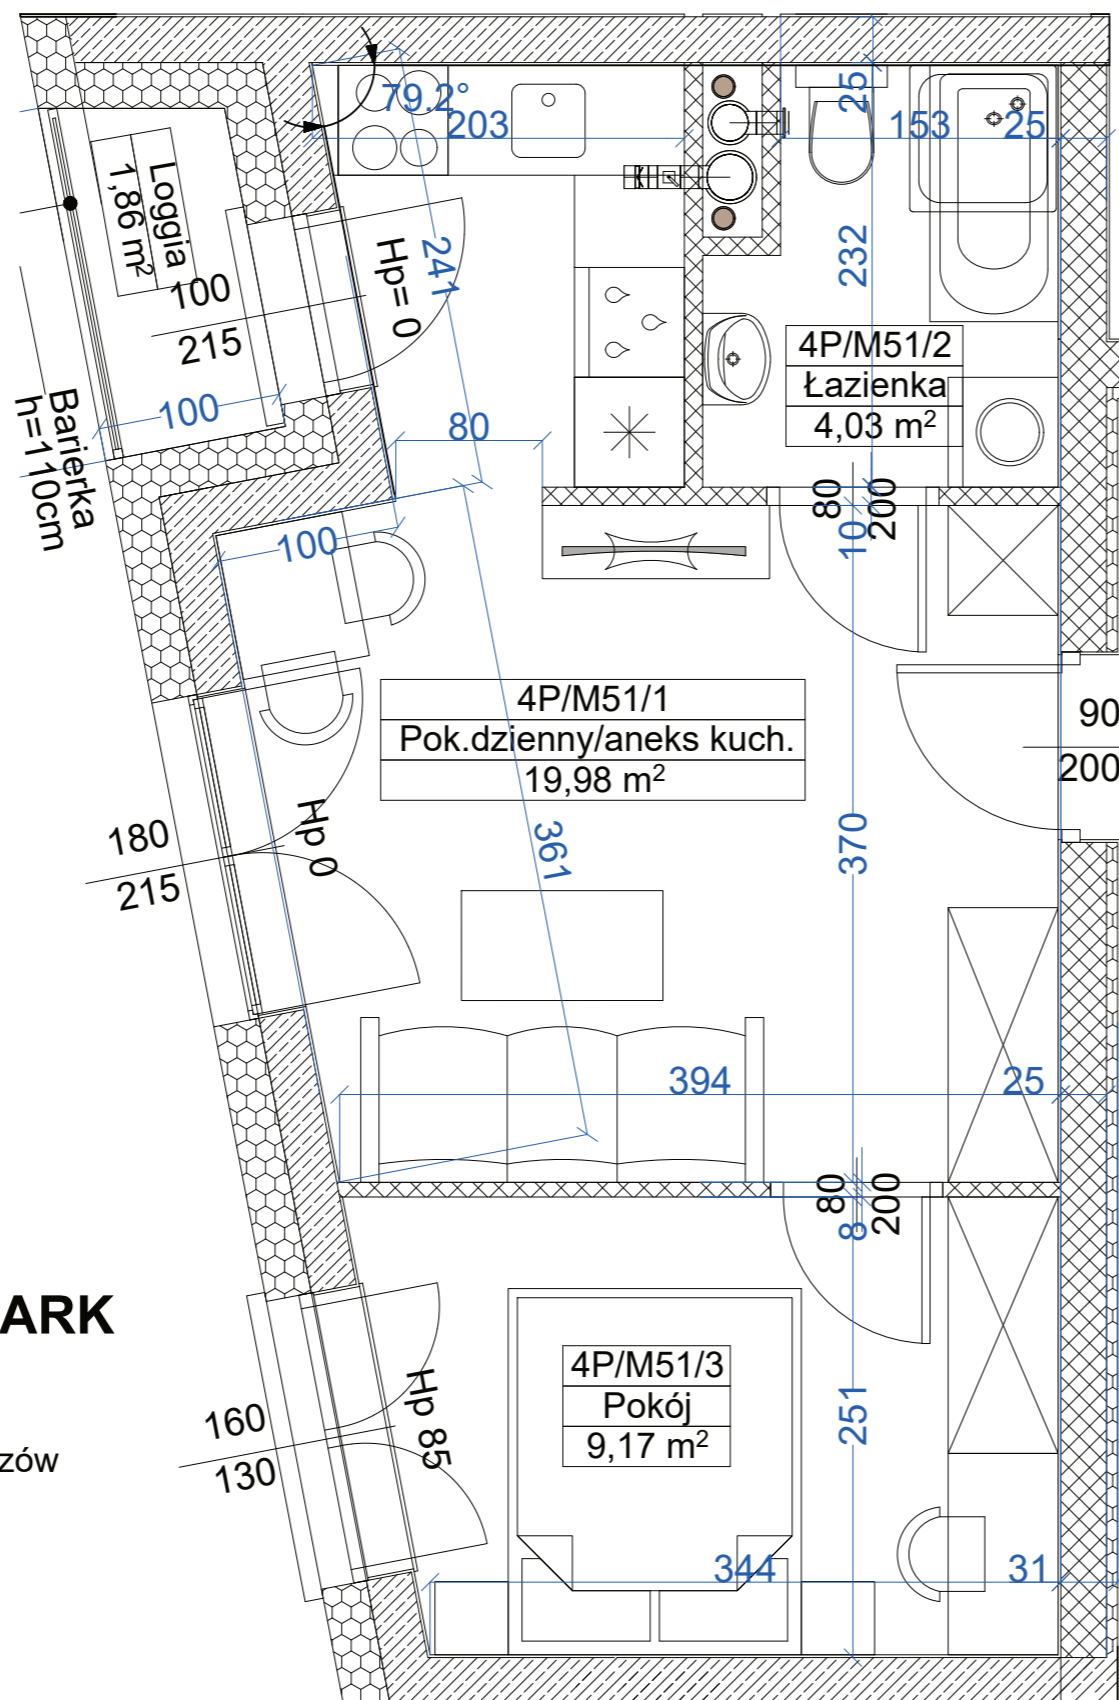 79.2°
203
25
153
25
Loggia
1,86 m²
100
215
Hp= 0
241
232
4P/M51/2
Łazienka
4,03 m²
100
Barierka
h=110cm
80
80
200
10
100
4P/M51/1
Pok.dzienny/aneks kuch.
19,98 m²
90
200
180
215
Hp 0
361
370
394
25
80
200
8
ARK
160
130
Hp 85
4P/M51/3
Pokój
9,17 m²
251
zów
344
31